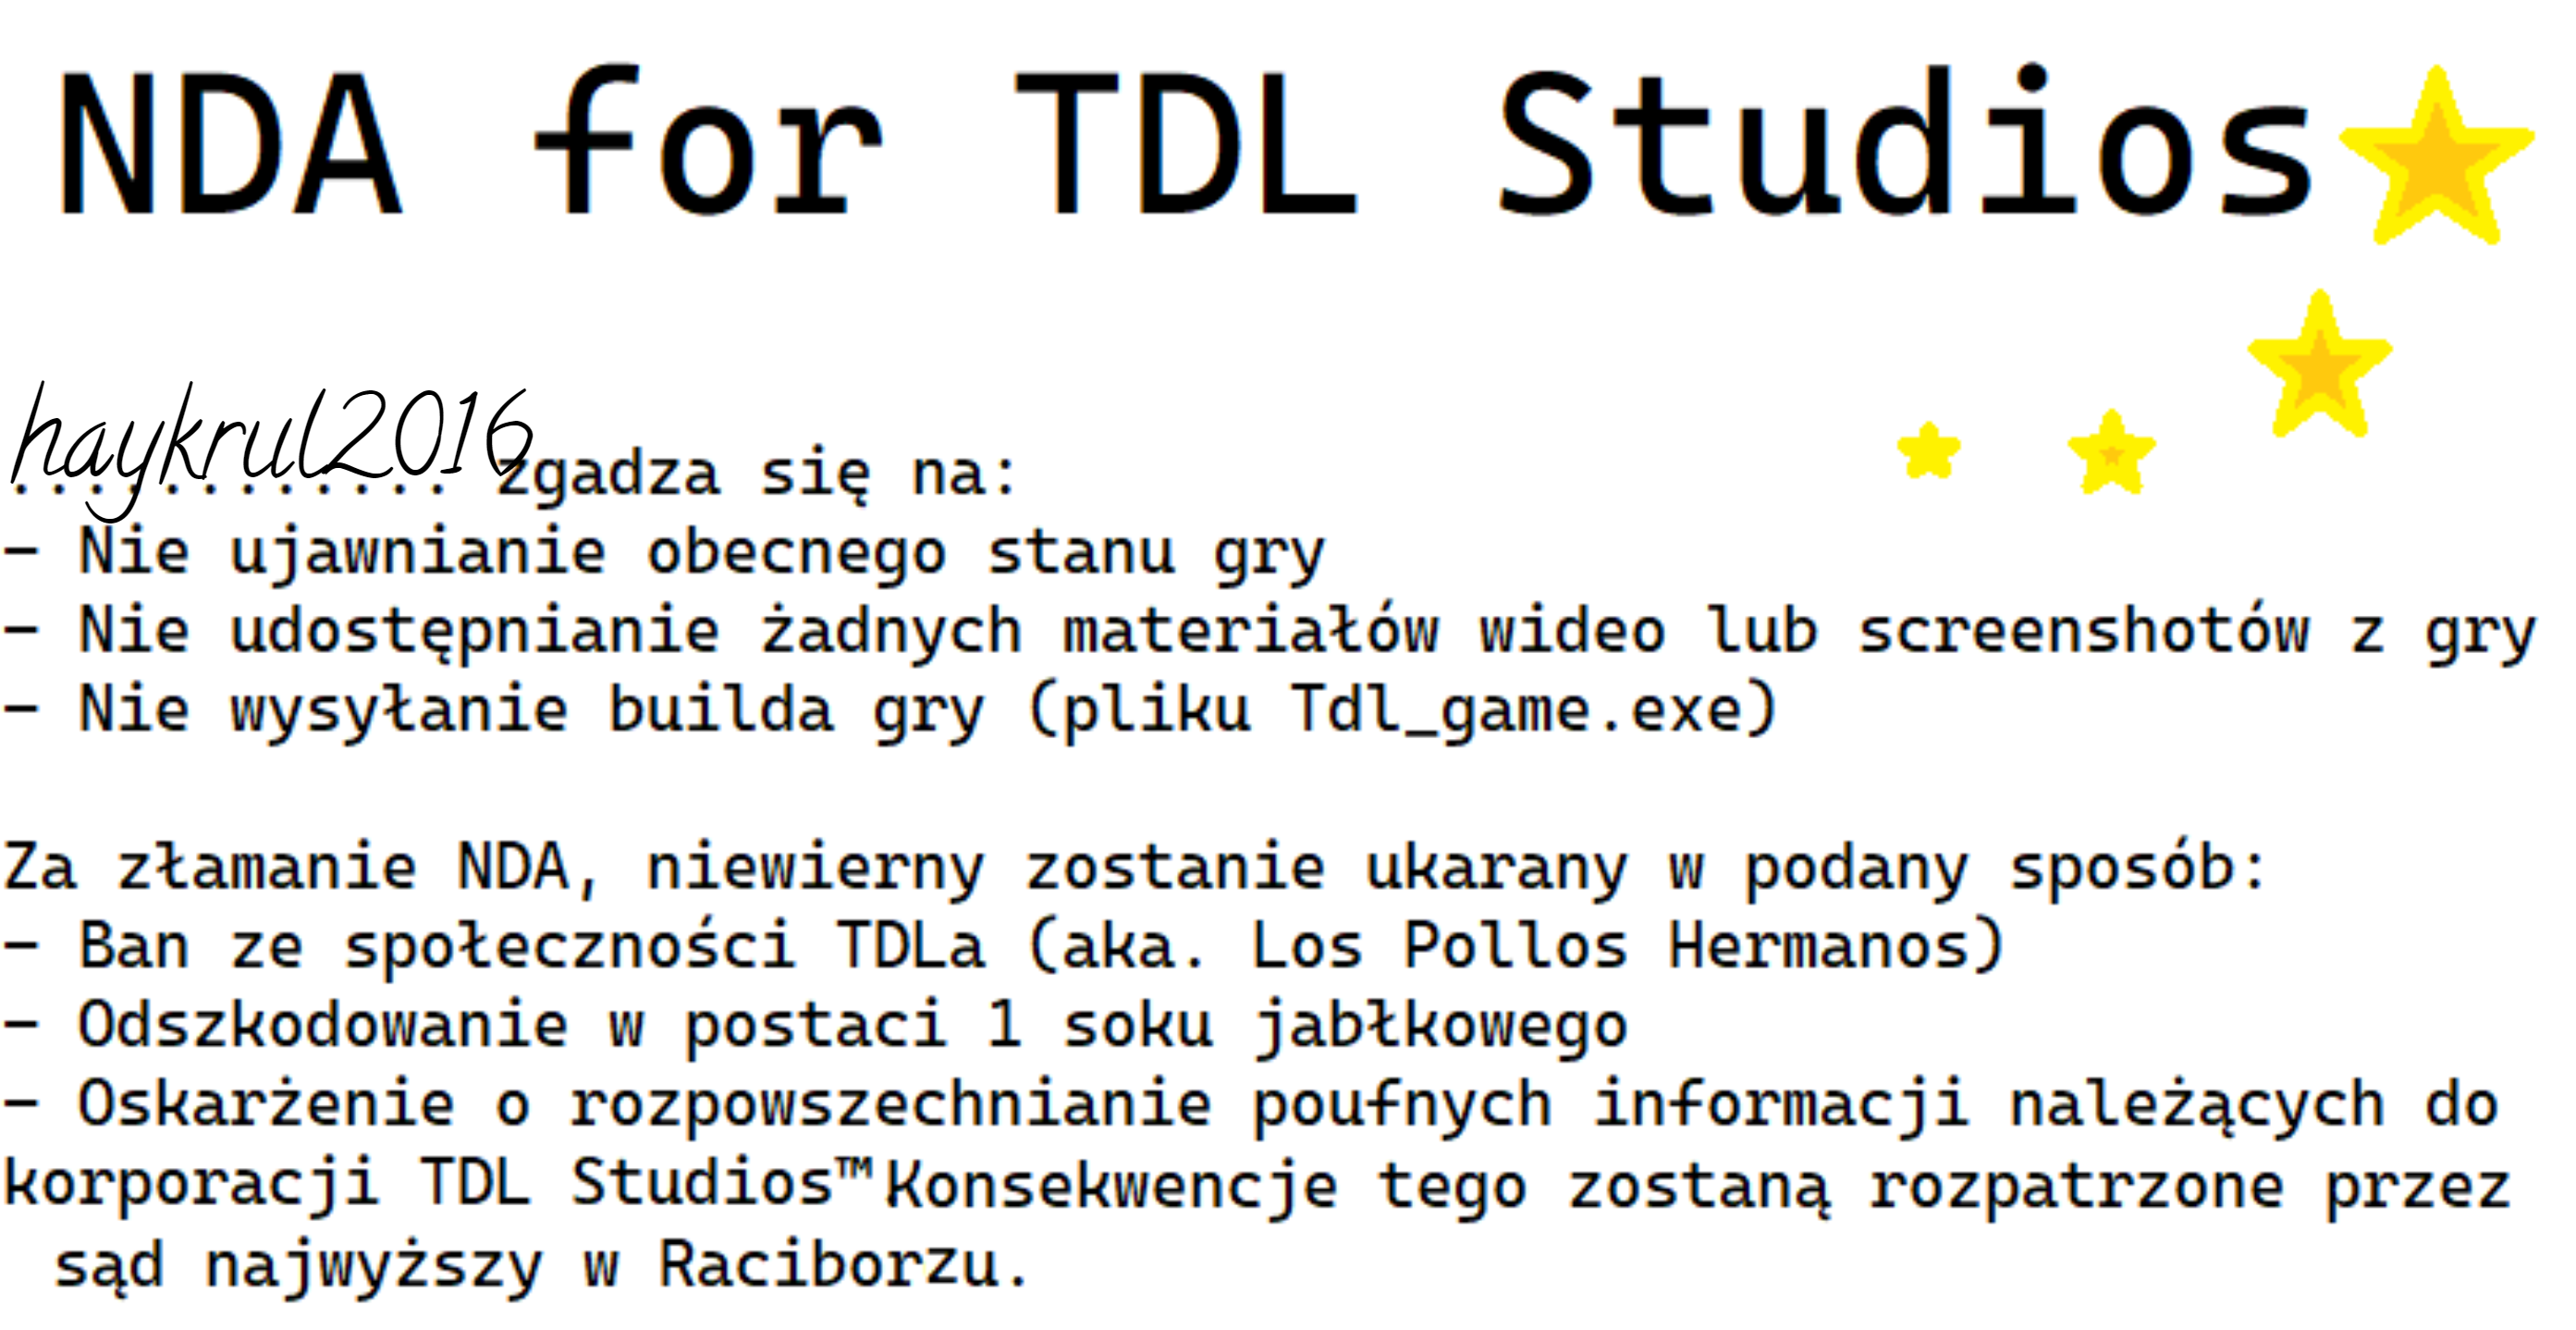 NDA for TDL Studios
haykrul2016 zgadza się na:
- Nie ujawnianie obecnego stanu gry
- Nie udostępnianie żadnych materiałów wideo lub screenshotów z gry
- Nie wysyłanie builda gry (pliku Tdl_game.exe)
Za złamanie NDA, niewierny zostanie ukarany w podany sposób:
- Ban ze społeczności TDLa (aka. Los Pollos Hermanos)
- Odszkodowanie w postaci 1 soku jabłkowego
- Oskarżenie o rozpowszechnianie poufnych informacji należących do
korporacji TDL Studios™ Konsekwencje tego zostaną rozpatrzone przez
sąd najwyższy w Raciborzu.